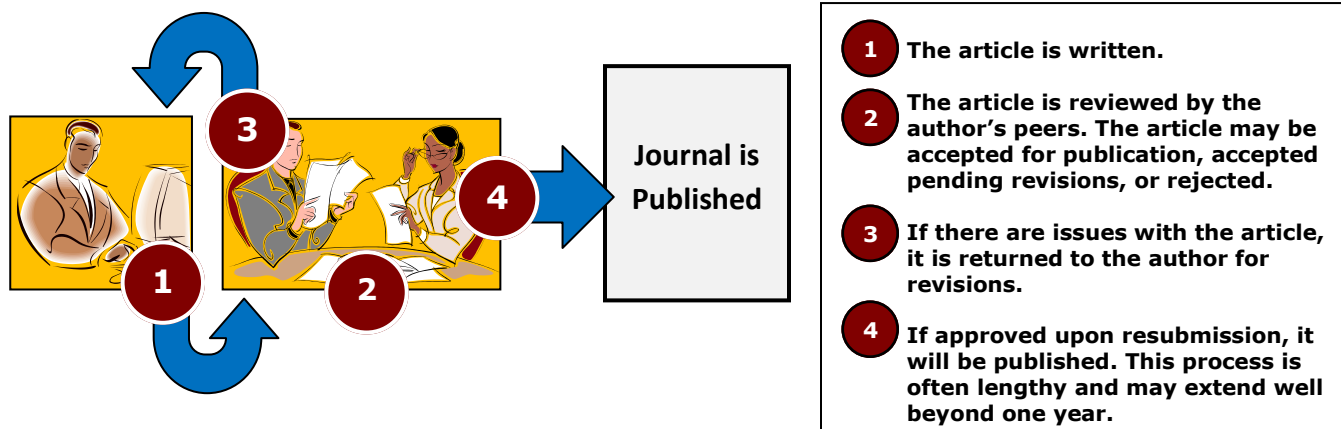 3
1
2
4
Journal is
Published
1 The article is written.
2 The article is reviewed by the
author’s peers. The article may be
accepted for publication, accepted
pending revisions, or rejected.
3 If there are issues with the article,
it is returned to the author for
revisions.
4 If approved upon resubmission, it
will be published. This process is
often lengthy and may extend well
beyond one year.